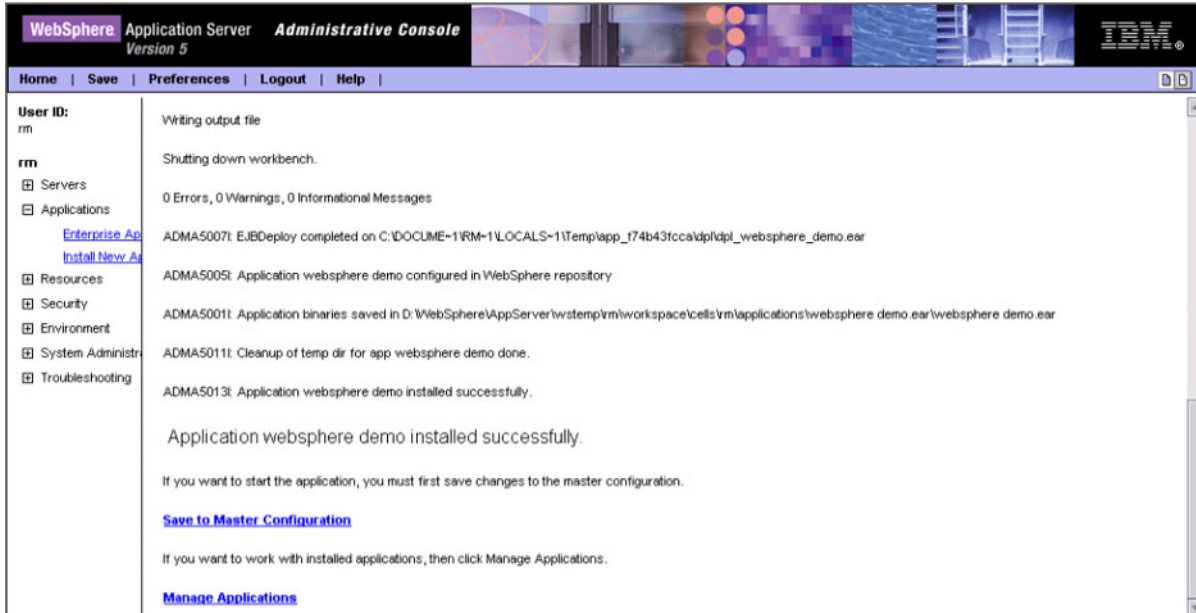 WebSphere Application Server Administrative Console
Version 5
IBM®
Home | Save | Preferences | Logout | Help |
User ID:
rm
rm
Servers
Applications
Enterprise Ap
Install New Ap
Resources
Security
Environment
System Administra
Troubleshooting
Writing output file
Shutting down workbench.
0 Errors, 0 Warnings, 0 Informational Messages
ADMA5007I: EJBDeploy completed on C:\DOCUME~1\RM~1\LOCALS~1\Temp\app_f74b43fcca\dpl\dpl_websphere_demo.ear
ADMA5005I: Application websphere demo configured in WebSphere repository
ADMA5001I: Application binaries saved in D:\WebSphere\AppServer\wstemp\rm\workspace\cells\rm\applications\websphere demo.ear\websphere demo.ear
ADMA5011I: Cleanup of temp dir for app websphere demo done.
ADMA5013I: Application websphere demo installed successfully.
Application websphere demo installed successfully.
If you want to start the application, you must first save changes to the master configuration.
Save to Master Configuration
If you want to work with installed applications, then click Manage Applications.
Manage Applications